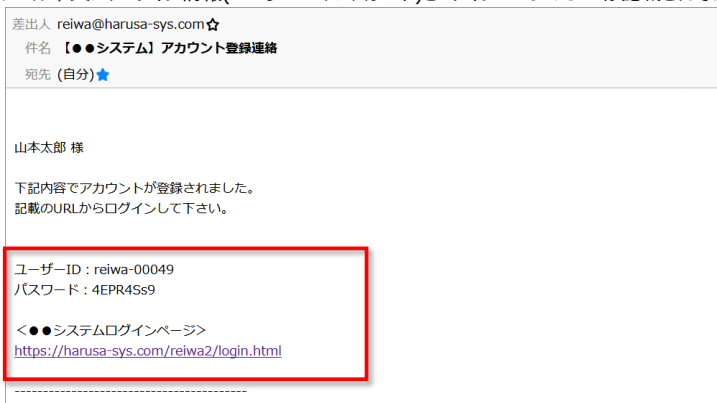 差出人 reiwa@harusa-sys.com☆
件名 【●●システム】アカウント登録連絡
宛先 (自分)★
山本太郎 様
下記内容でアカウントが登録されました。
記載のURLからログインして下さい。
ユーザーID：reiwa-00049
パスワード：4EPR4Ss9
＜●●システムログインページ＞
https://harusa-sys.com/reiwa2/login.html
----------------------------------------